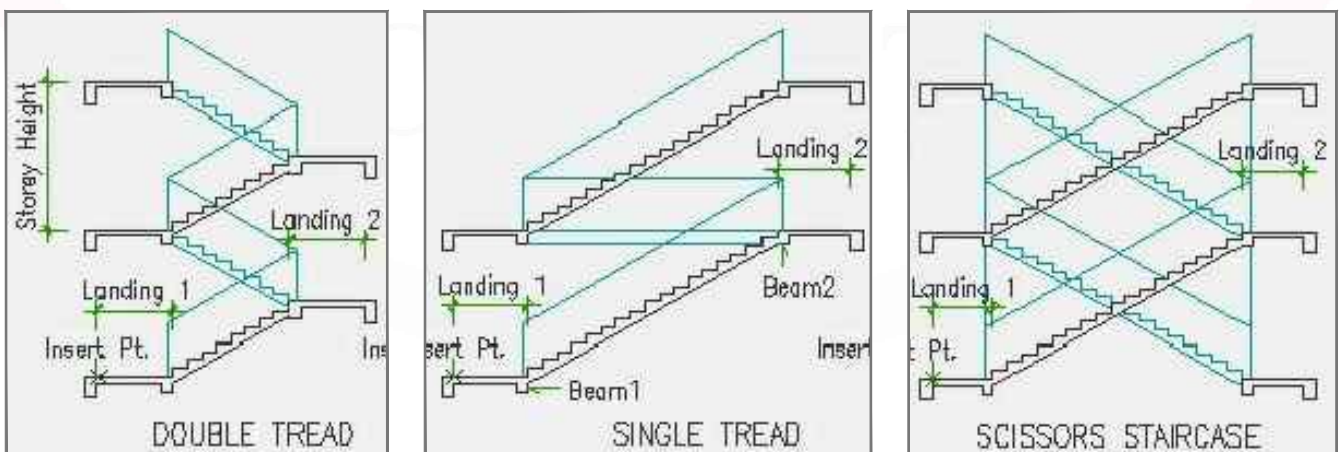 Storey Height
Landing 2
Landing 1
Insert Pt.
Ins
DOUBLE TREAD
Landing 2
Landing 1
Beam2
sert Pt.
Insert
Beam1
SINGLE TREAD
Landing 2
Landing 1
t Pt.
SCISSORS STAIRCASE